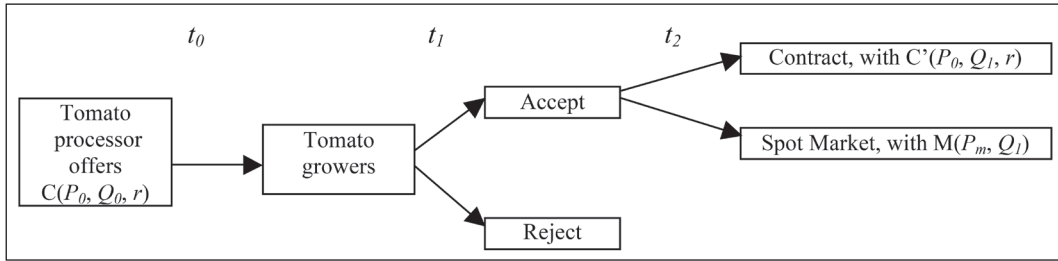 t0
t1
t2
Tomato
processor
offers
C(P0, Q0, r)
Tomato
growers
Accept
Reject
Contract, with C’(P0, Q1, r)
Spot Market, with M(Pm, Q1)